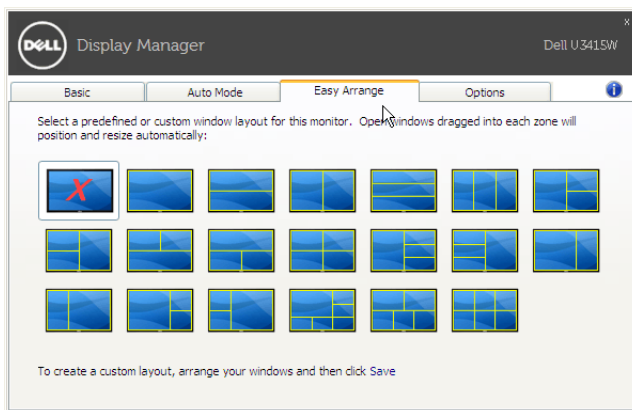 x
DELL Display Manager Dell U3415W
Basic Auto Mode Easy Arrange Options i
Select a predefined or custom window layout for this monitor. Open windows dragged into each zone will
position and resize automatically:
X
To create a custom layout, arrange your windows and then click Save